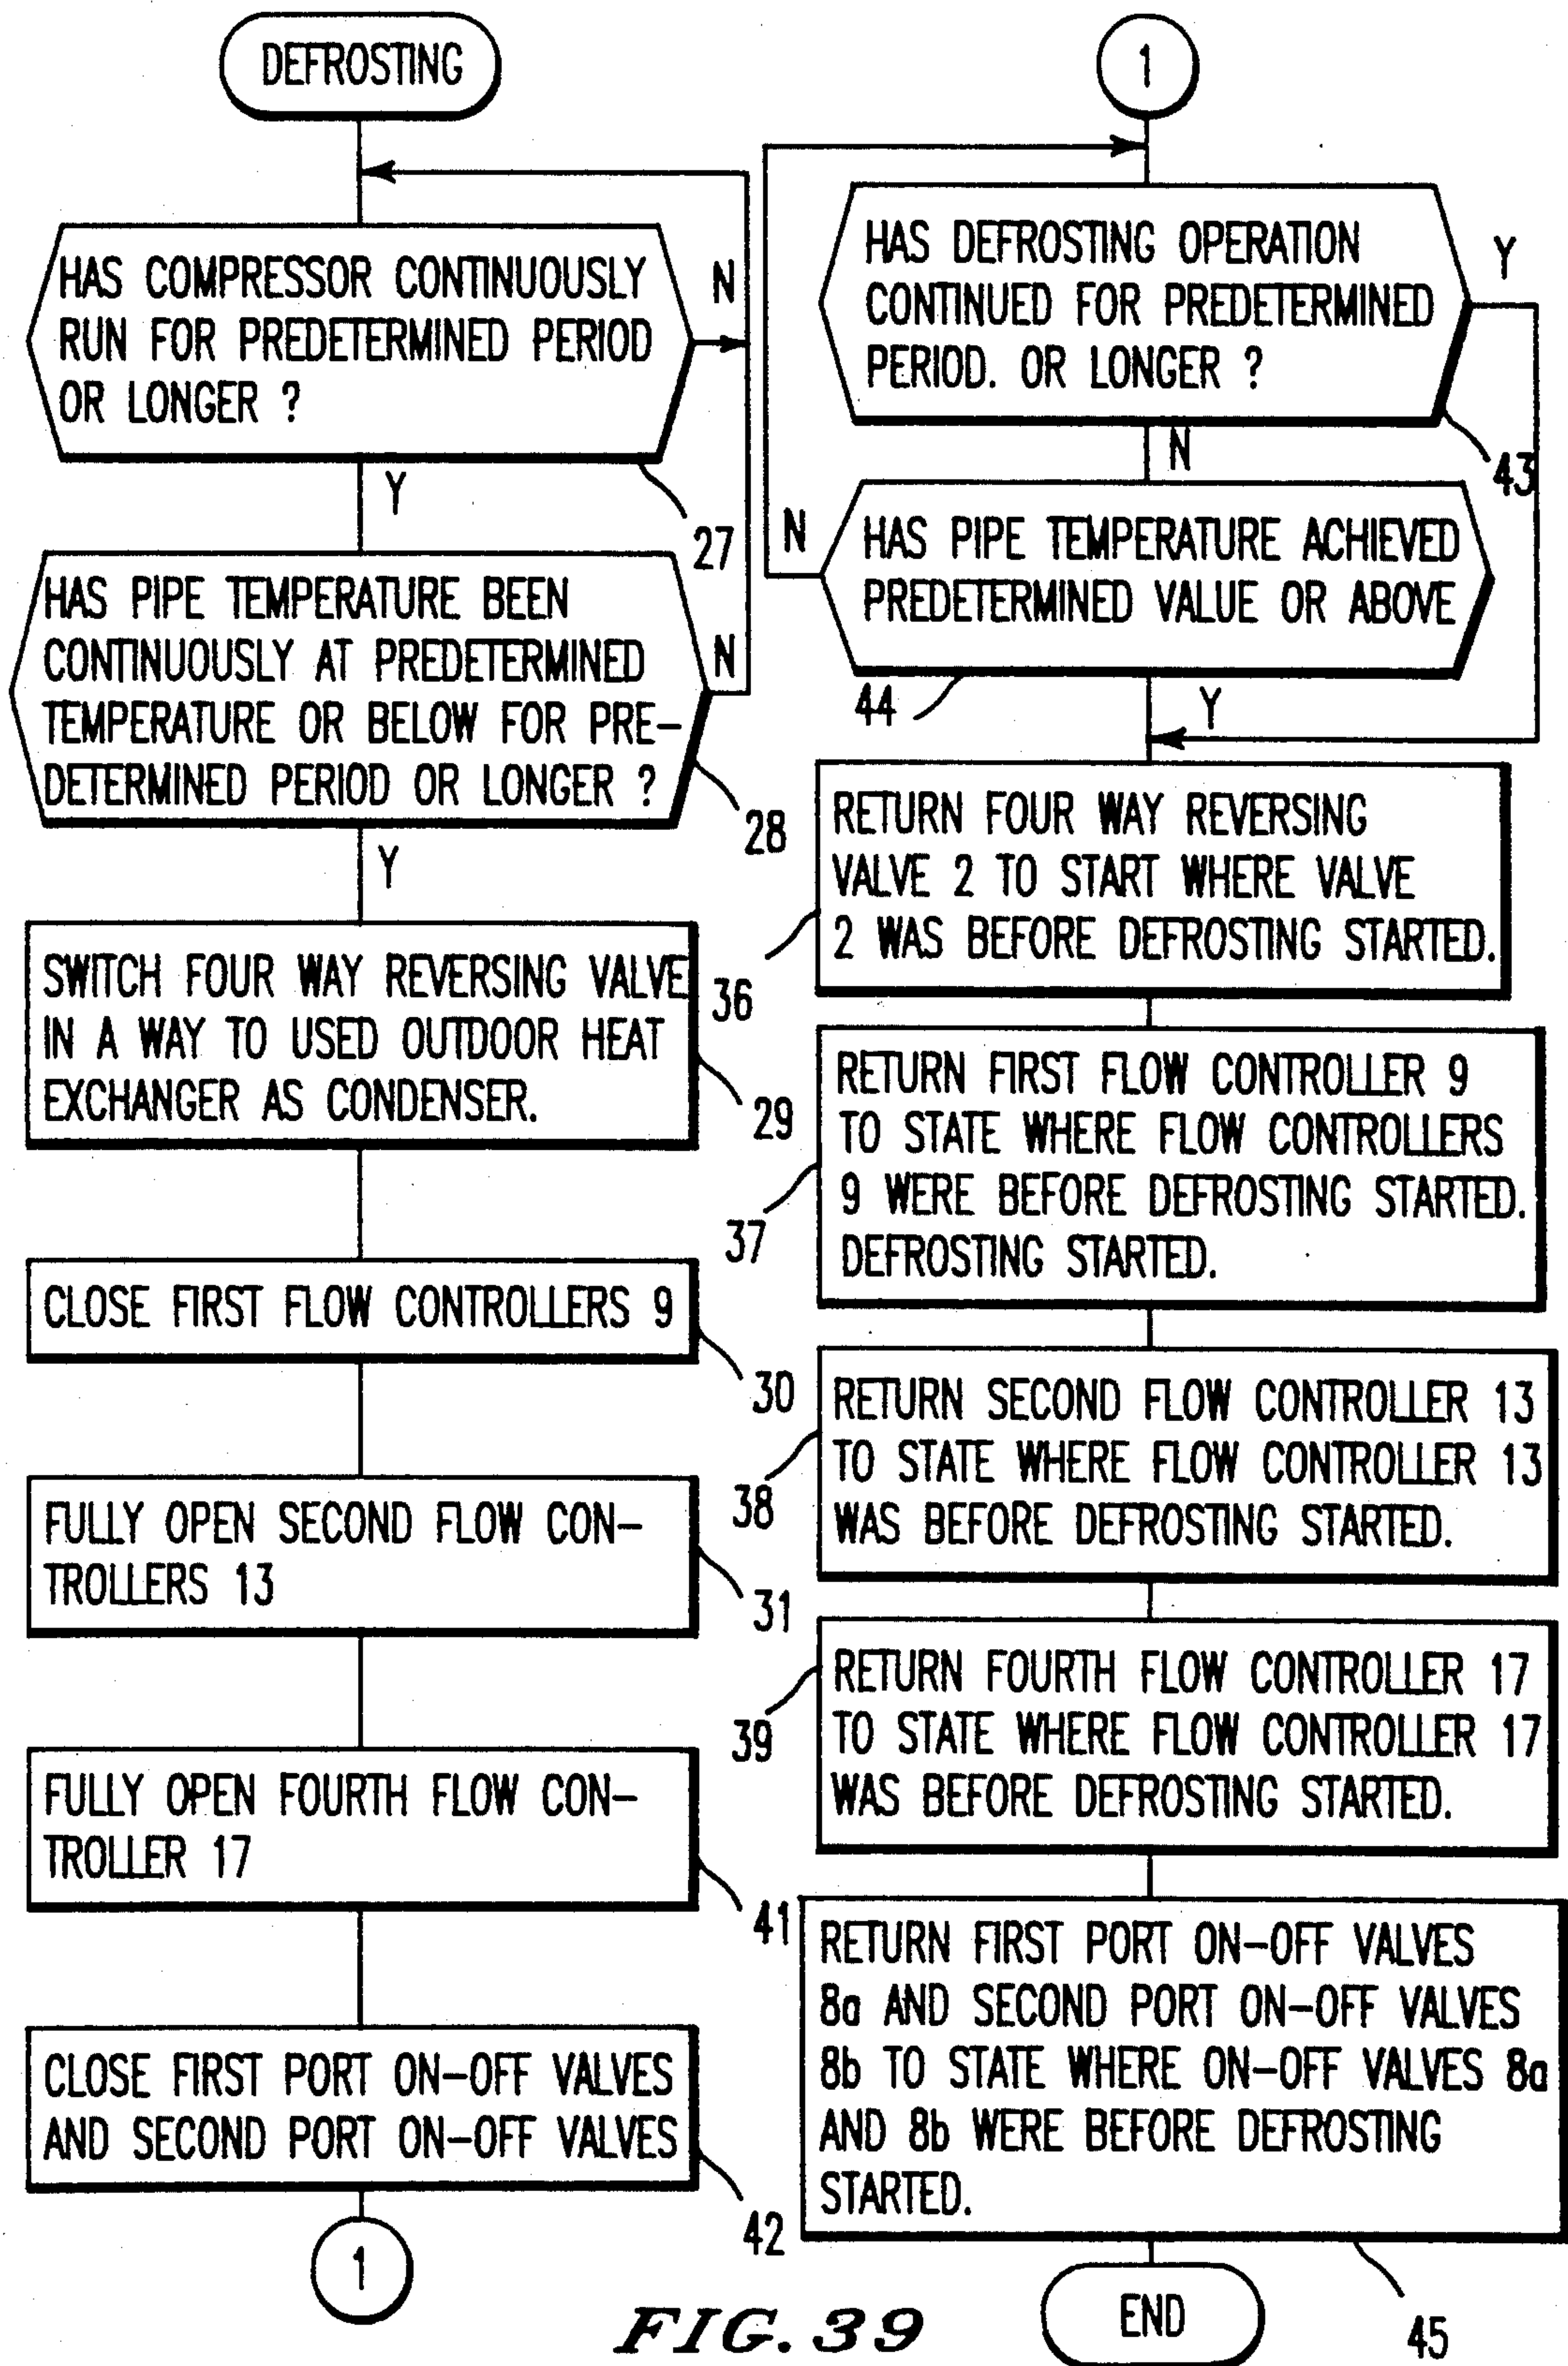 DEFROSTING
HAS COMPRESSOR CONTINUOUSLY
RUN FOR PREDETERMINED PERIOD
OR LONGER ?
N
Y
27
HAS PIPE TEMPERATURE BEEN
CONTINUOUSLY AT PREDETERMINED
TEMPERATURE OR BELOW FOR PRE-
DETERMINED PERIOD OR LONGER ?
N
28
Y
SWITCH FOUR WAY REVERSING VALVE
IN A WAY TO USED OUTDOOR HEAT
EXCHANGER AS CONDENSER.
29
CLOSE FIRST FLOW CONTROLLERS 9
30
FULLY OPEN SECOND FLOW CON-
TROLLERS 13
31
FULLY OPEN FOURTH FLOW CON-
TROLLER 17
41
CLOSE FIRST PORT ON-OFF VALVES
AND SECOND PORT ON-OFF VALVES
42
1
1
HAS DEFROSTING OPERATION
CONTINUED FOR PREDETERMINED
PERIOD. OR LONGER ?
Y
43
N
HAS PIPE TEMPERATURE ACHIEVED
PREDETERMINED VALUE OR ABOVE
N
44
Y
RETURN FOUR WAY REVERSING
VALVE 2 TO START WHERE VALVE
2 WAS BEFORE DEFROSTING STARTED.
36
RETURN FIRST FLOW CONTROLLER 9
TO STATE WHERE FLOW CONTROLLERS
9 WERE BEFORE DEFROSTING STARTED.
DEFROSTING STARTED.
37
RETURN SECOND FLOW CONTROLLER 13
TO STATE WHERE FLOW CONTROLLER 13
WAS BEFORE DEFROSTING STARTED.
38
RETURN FOURTH FLOW CONTROLLER 17
TO STATE WHERE FLOW CONTROLLER 17
WAS BEFORE DEFROSTING STARTED.
39
RETURN FIRST PORT ON-OFF VALVES
8a AND SECOND PORT ON-OFF VALVES
8b TO STATE WHERE ON-OFF VALVES 8a
AND 8b WERE BEFORE DEFROSTING
STARTED.
45
END
FIG. 39